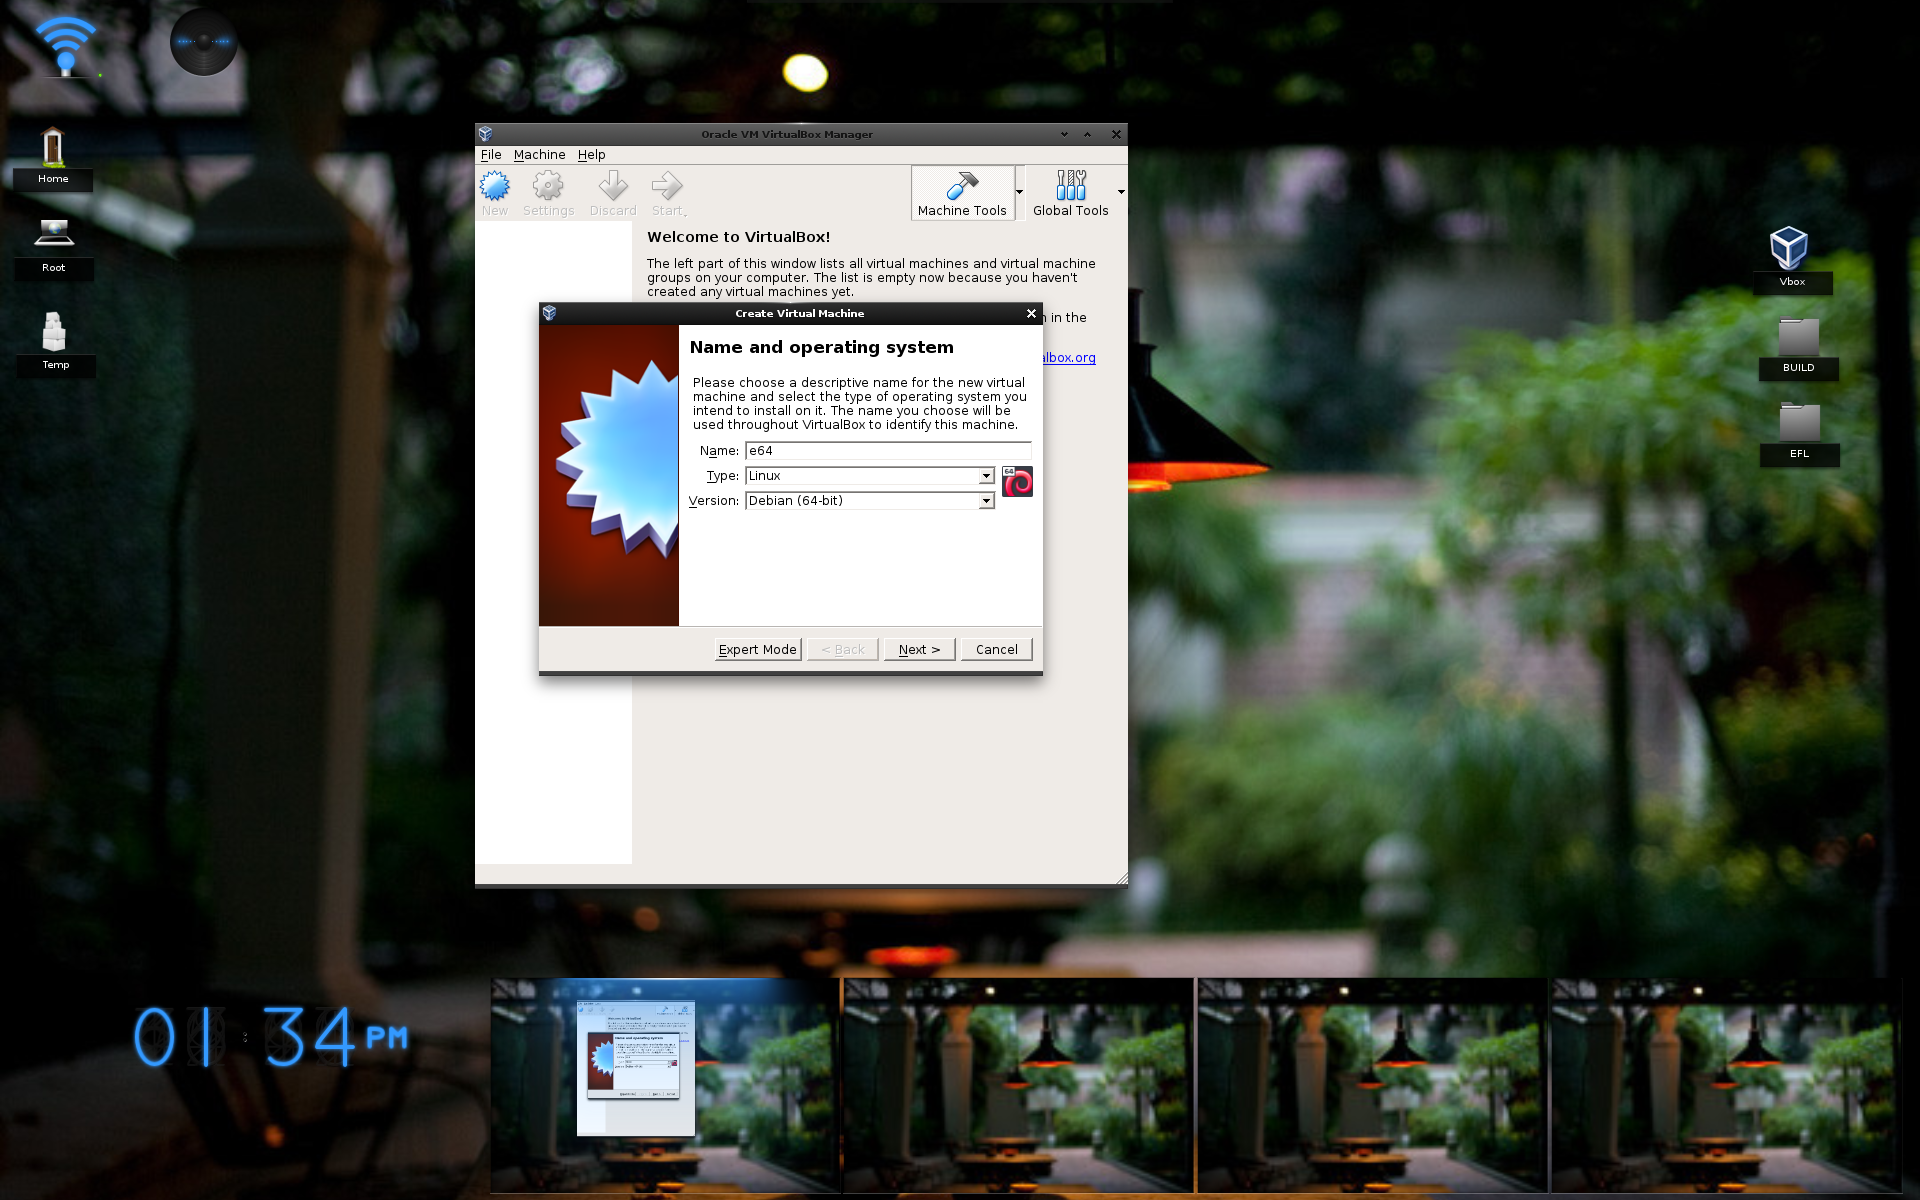 Home
Root
Temp
Oracle VM VirtualBox Manager
File Machine Help
New Settings Discard Start
Machine Tools Global Tools
Welcome to VirtualBox!
The left part of this window lists all virtual machines and virtual machine
groups on your computer. The list is empty now because you haven't
created any virtual machines yet.
in the
albox.org
Create Virtual Machine
Name and operating system
Please choose a descriptive name for the new virtual
machine and select the type of operating system you
intend to install on it. The name you choose will be
used throughout VirtualBox to identify this machine.
Name: e64
Type: Linux
64
Version: Debian (64-bit)
Expert Mode < Back Next > Cancel
Vbox
BUILD
EFL
01:34 PM
Name and operating system